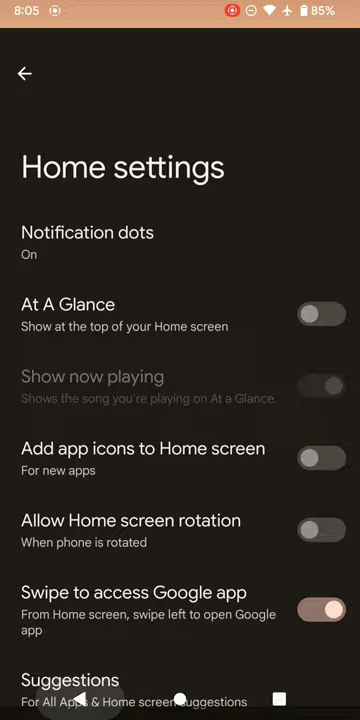 8:05
85%
Home settings
Notification dots
On
At A Glance
Show at the top of your Home screen
Show now playing
Shows the song you're playing on At a Glance.
Add app icons to Home screen
For new apps
Allow Home screen rotation
When phone is rotated
Swipe to access Google app
From Home screen, swipe left to open Google
app
Suggestions
For All Apps & Home screen suggestions